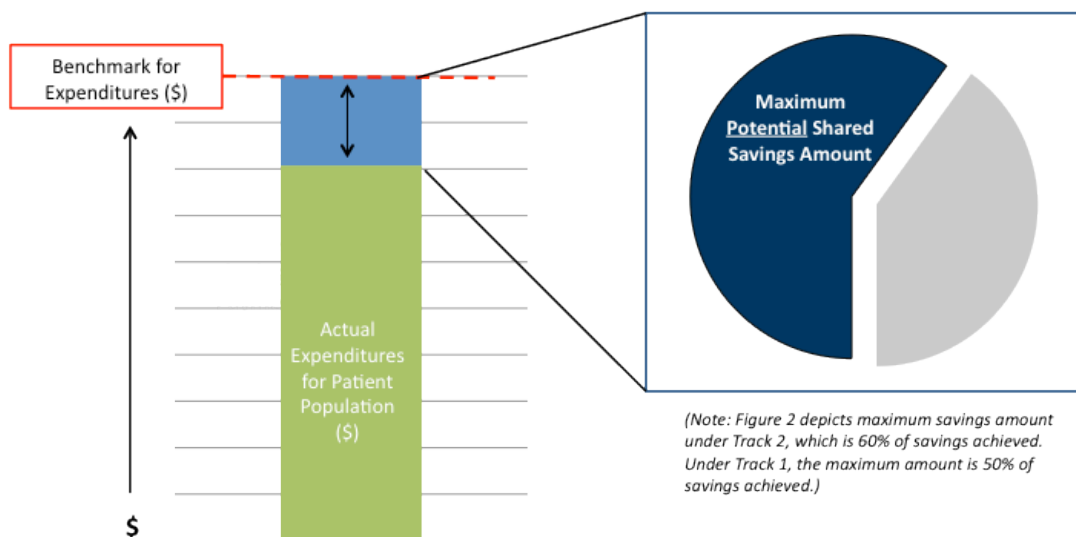 Benchmark for
Expenditures ($)
Maximum
Potential Shared
Savings Amount
Actual
Expenditures
for Patient
Population
($)
$
(Note: Figure 2 depicts maximum savings amount
under Track 2, which is 60% of savings achieved.
Under Track 1, the maximum amount is 50% of
savings achieved.)